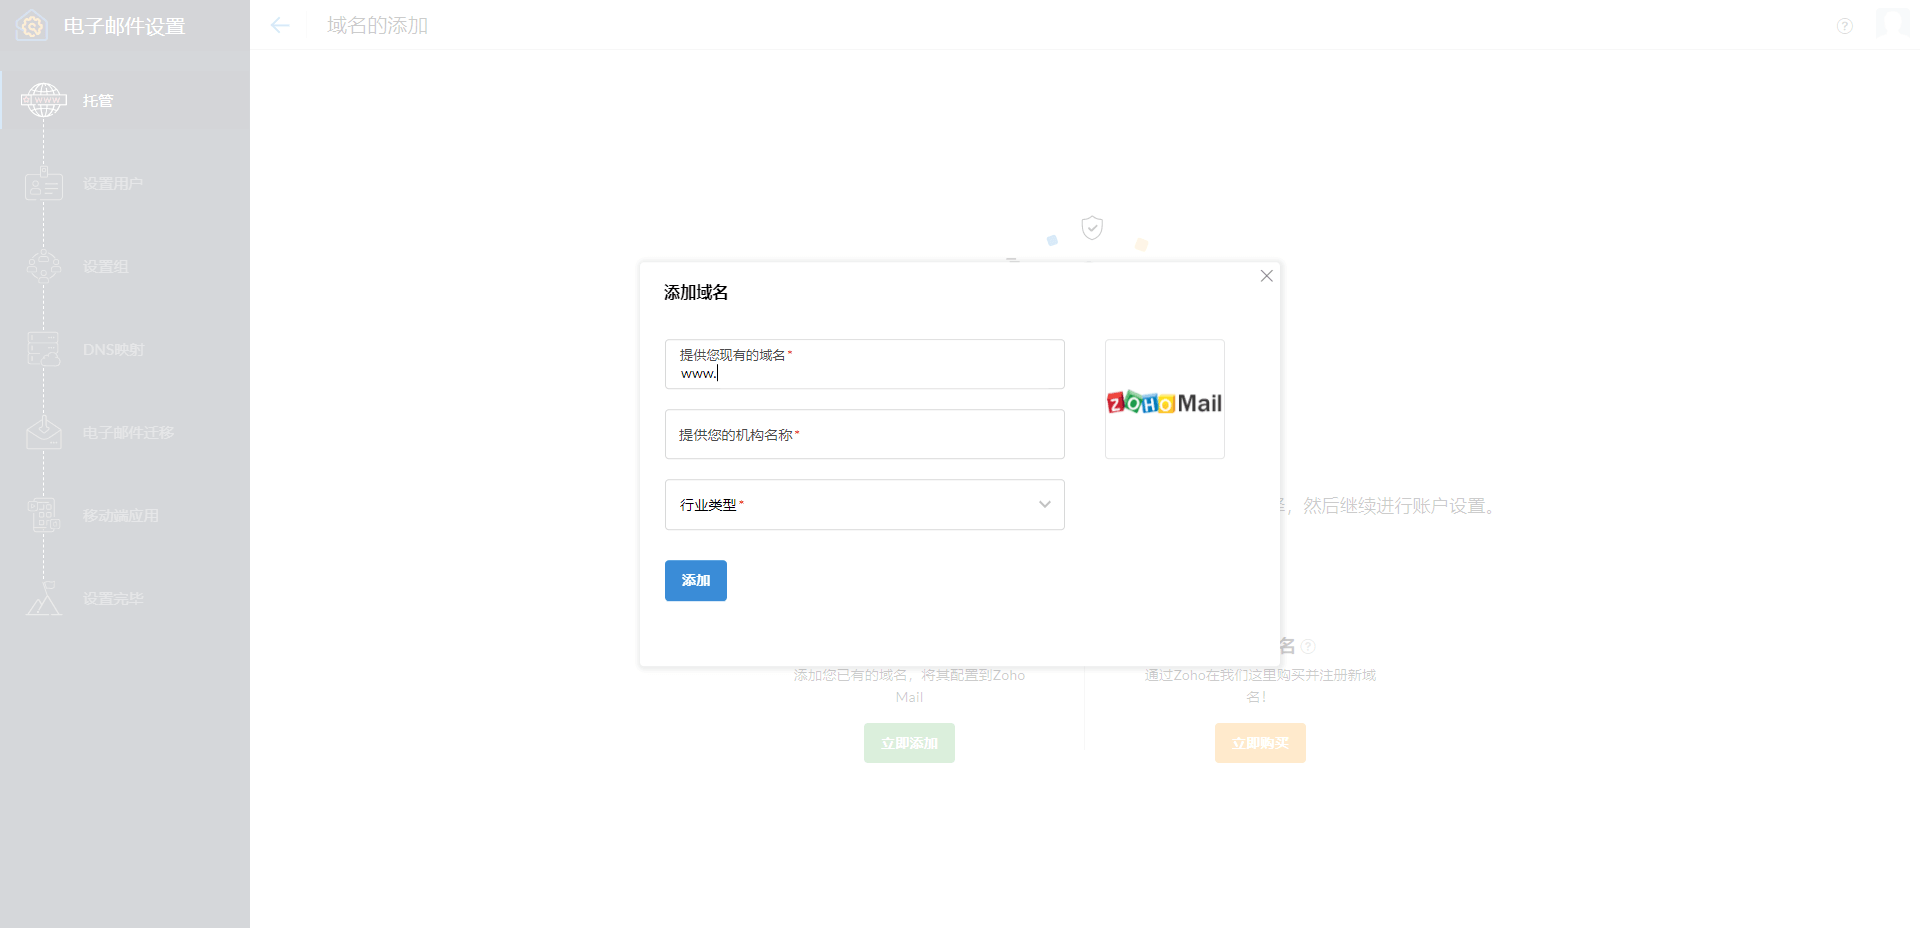 电子邮件设置
域名的添加
托管
设置用户
设置组
DNS映射
电子邮件迁移
移动端应用
设置完毕
添加域名
提供您现有的域名*
www.
提供您的机构名称*
行业类型*
添加
ZOHO Mail
,然后继续进行账户设置。
名
添加您已有的域名，将其配置到Zoho
Mail
立即添加
通过Zoho在我们这里购买并注册新域
名！
立即购买